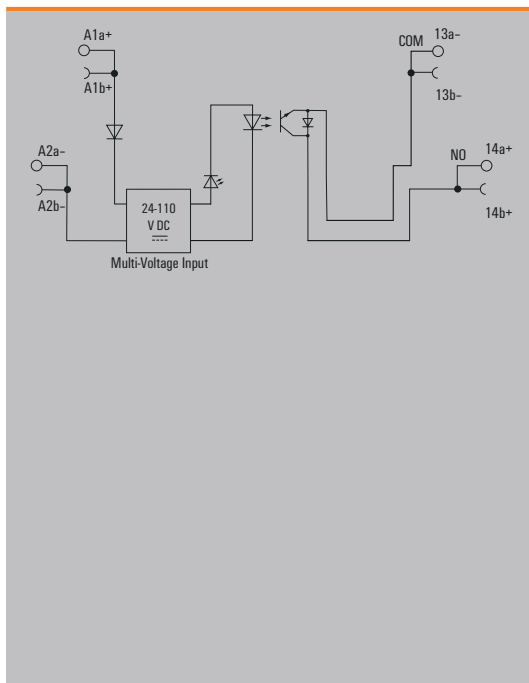 A1a+
A1b+
A2a–
A2b–
24-110
V DC
Multi-Voltage Input
COM
13a–
13b–
NO
14a+
14b+